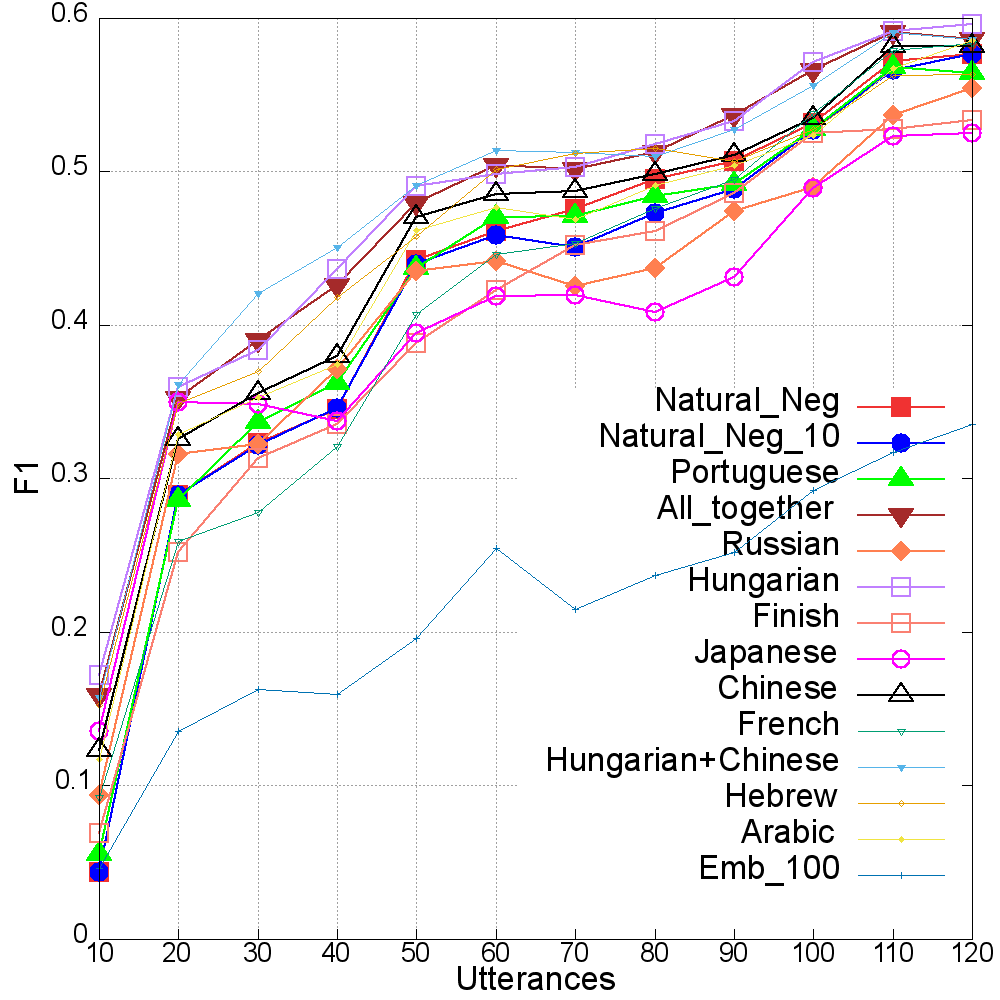 0.6
0.5
0.4
0.3
0.2
0.1
0
F1
Natural_Neg
Natural_Neg_10
Portuguese
All_together
Russian
Hungarian
Finish
Japanese
Chinese
French
Hungarian+Chinese
Hebrew
Arabic
Emb_100
10 20 30 40 50 60 70 80 90 100 110 120
Utterances